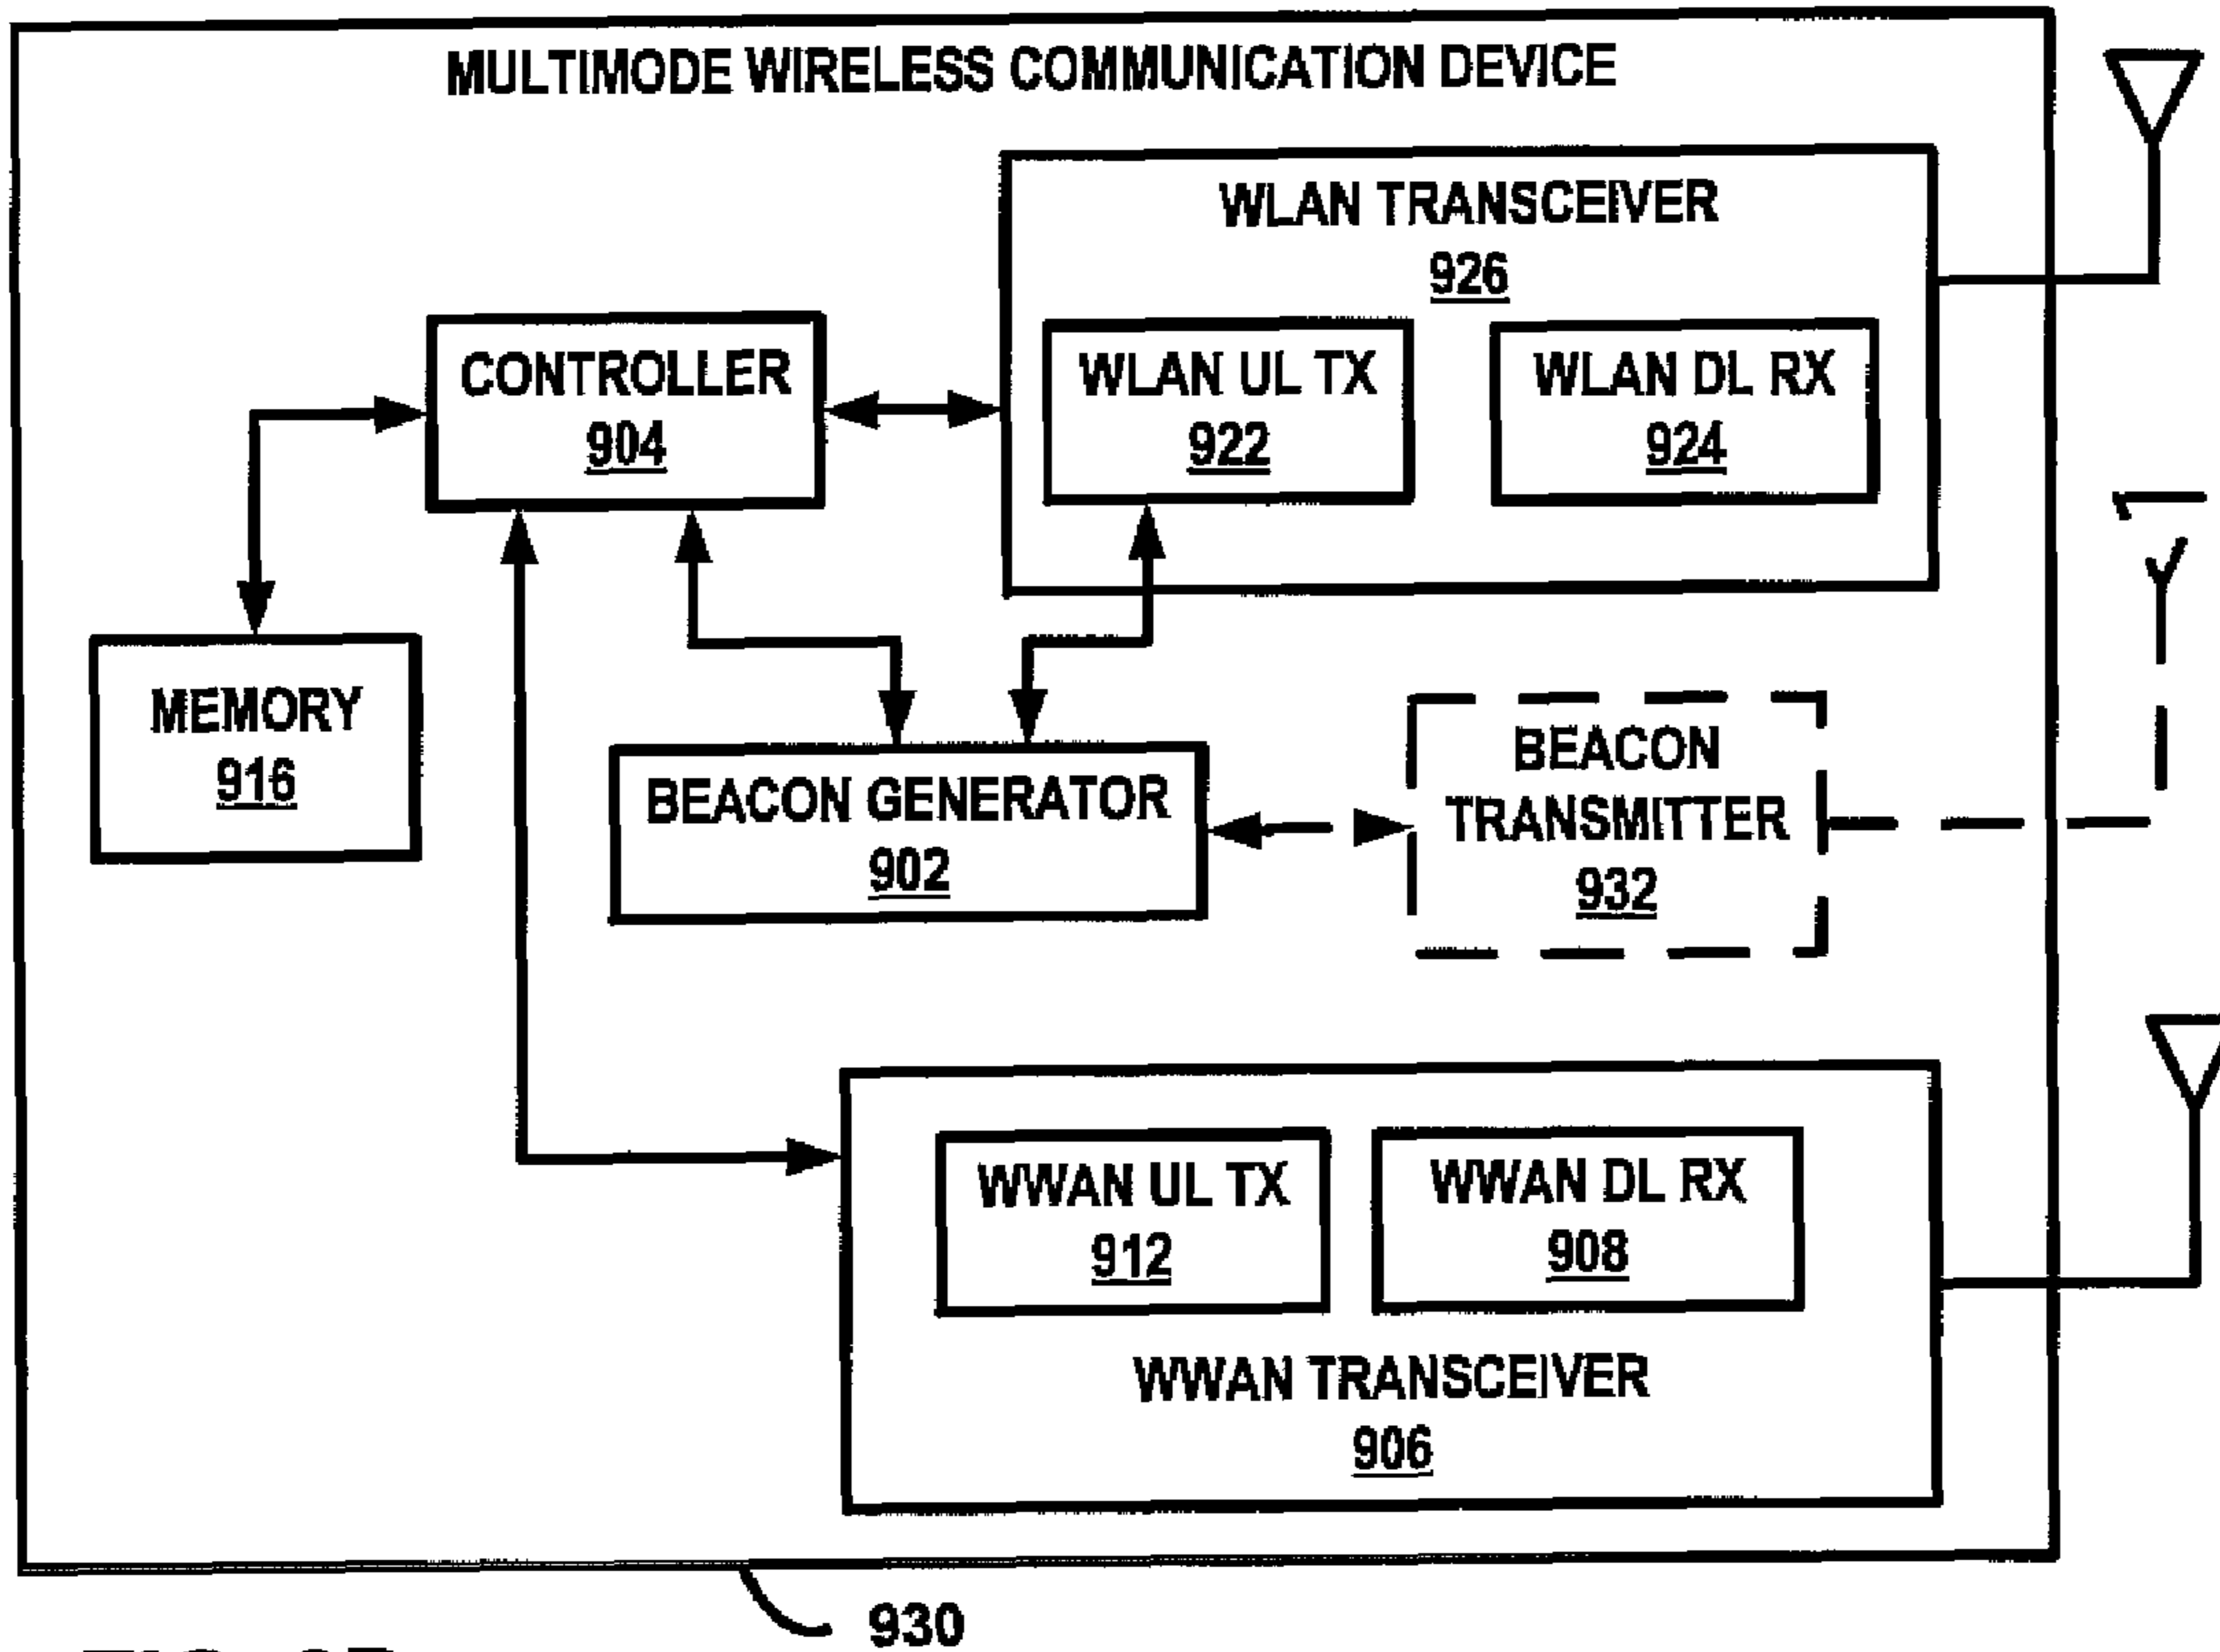 MULTIMODE WIRELESS COMMUNICATION DEVICE
WLAN TRANSCEIVER
926
CONTROLLER
904
WLAN UL TX
922
WLAN DL RX
924
MEMORY
916
BEACON GENERATOR
902
BEACON
TRANSMITTER
932
WWAN UL TX
912
WWAN DL RX
908
WWAN TRANSCEIVER
906
930